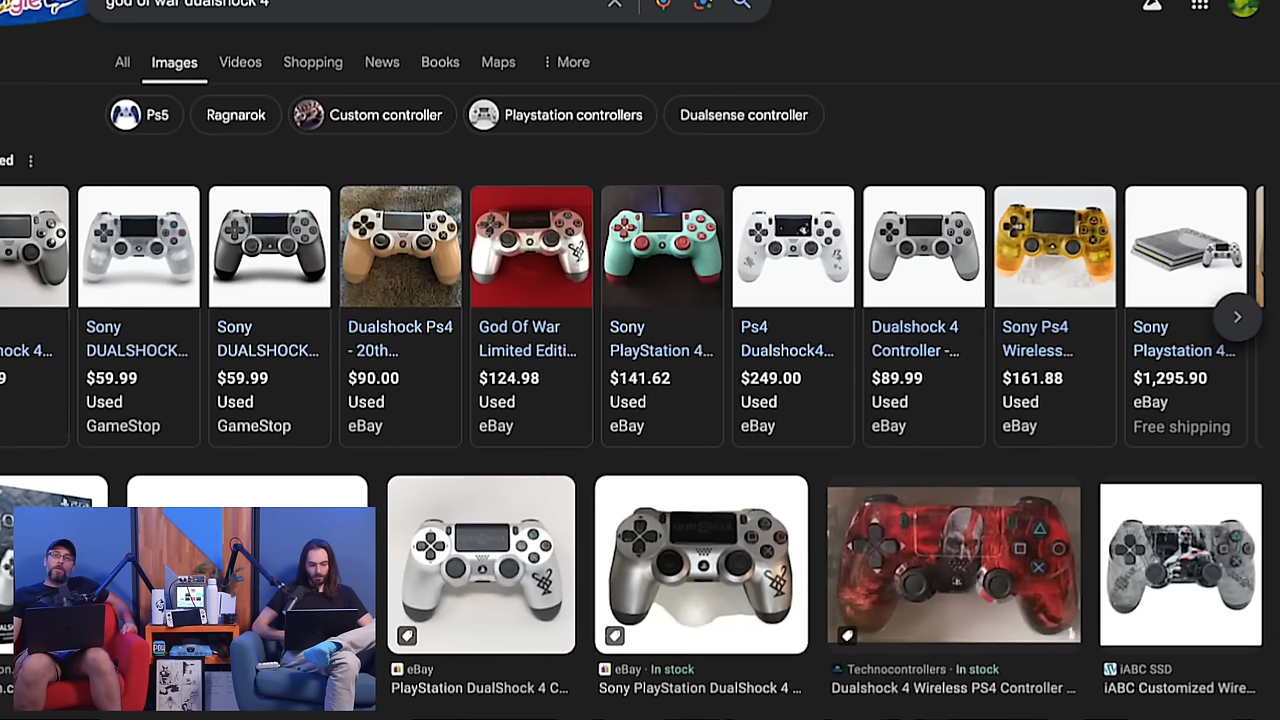 god of war dualshock 4
All Images Videos Shopping News Books Maps More
Ps5 Ragnarok Custom controller Playstation controllers Dualsense controller
ed
ock 4...
9
Sony
DUALSHOCK...
$59.99
Used
GameStop
Sony
DUALSHOCK...
$59.99
Used
GameStop
Dualshock Ps4
- 20th...
$90.00
Used
eBay
God Of War
Limited Editi...
$124.98
Used
eBay
Sony
PlayStation 4...
$141.62
Used
eBay
Ps4
Dualshock4...
$249.00
Used
eBay
Dualshock 4
Controller -...
$89.99
Used
eBay
Sony Ps4
Wireless...
$161.88
Used
eBay
Sony
Playstation 4...
$1,295.90
eBay
Free shipping
eBay
PlayStation DualShock 4 C...
eBay · In stock
Sony PlayStation DualShock 4 ...
Technocontrollers · In stock
Dualshock 4 Wireless PS4 Controller ...
iABC SSD
iABC Customized Wire...